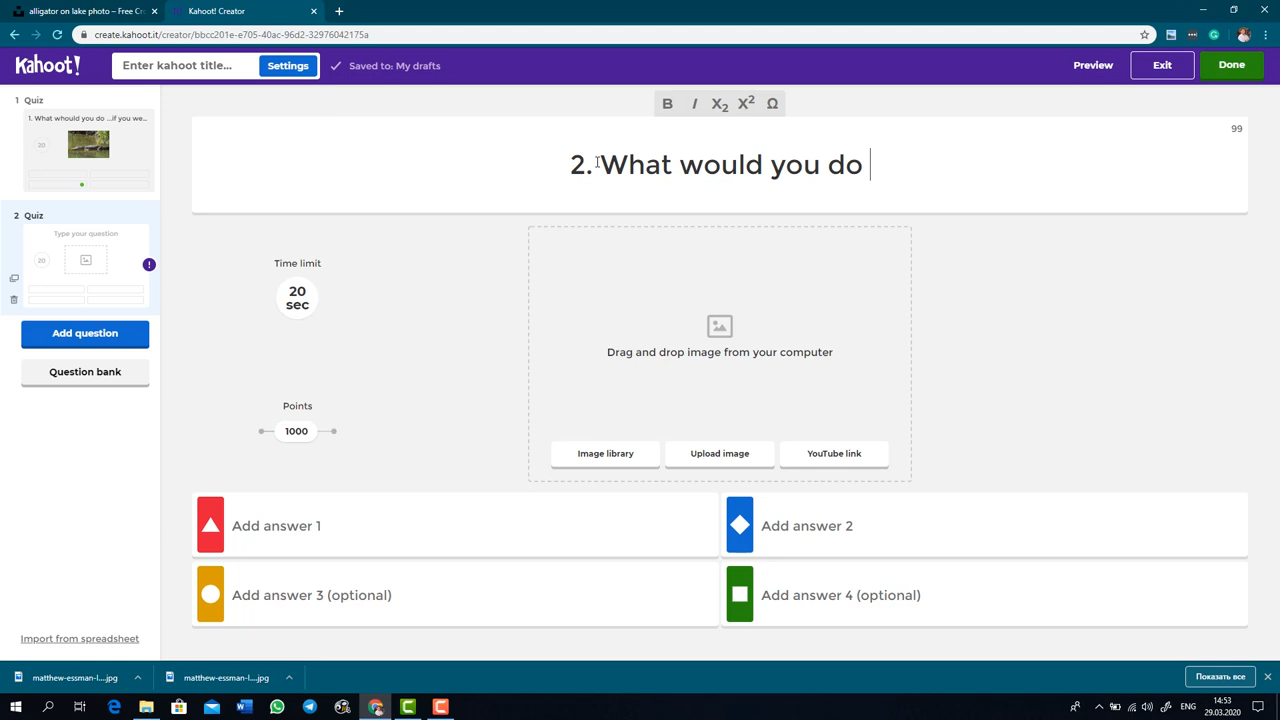 alligator on lake photo – Free Cr
Kahoot! Creator
create.kahoot.it/creator/bbcc201e-e705-40ac-96d2-32976042175a
Kahoot!
Enter kahoot title...
Settings
Saved to: My drafts
Preview
Exit
Done
1 Quiz
1. What whould you do ...if you we...
20
2 Quiz
Type your question
20
!
Add question
Question bank
Import from spreadsheet
B I X2 X2 Ω
99
2. What would you do
Time limit
20
sec
Points
1000
Drag and drop image from your computer
Image library
Upload image
YouTube link
Add answer 1
Add answer 2
Add answer 3 (optional)
Add answer 4 (optional)
matthew-essman-l....jpg
matthew-essman-l....jpg
Показать все
ENG
14:53
29.03.2020